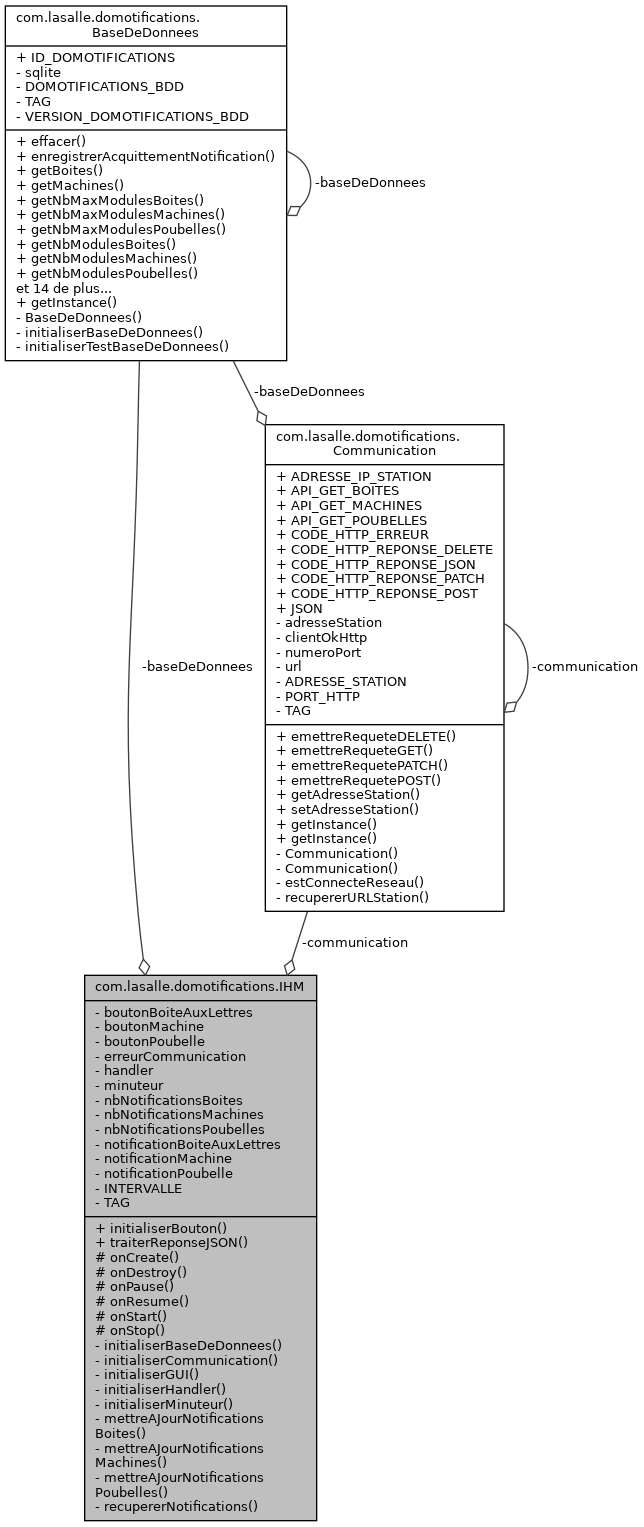 com.lasalle.domotifications.
BaseDeDonnees
+ ID_DOMOTIFICATIONS
- sqlite
- DOMOTIFICATIONS_BDD
- TAG
- VERSION_DOMOTIFICATIONS_BDD
+ effacer()
+ enregistrerAcquittementNotification()
+ getBoites()
+ getMachines()
+ getNbMaxModulesBoites()
+ getNbMaxModulesMachines()
+ getNbMaxModulesPoubelles()
+ getNbModulesBoites()
+ getNbModulesMachines()
+ getNbModulesPoubelles()
et 14 de plus...
+ getInstance()
- BaseDeDonnees()
- initialiserBaseDeDonnees()
- initialiserTestBaseDeDonnees()
-baseDeDonnees
-baseDeDonnees
com.lasalle.domotifications.
Communication
+ ADRESSE_IP_STATION
+ API_GET_BOITES
+ API_GET_MACHINES
+ API_GET_POUBELLES
+ CODE_HTTP_ERREUR
+ CODE_HTTP_REPONSE_DELETE
+ CODE_HTTP_REPONSE_JSON
+ CODE_HTTP_REPONSE_PATCH
+ CODE_HTTP_REPONSE_POST
+ JSON
- adresseStation
- clientOkHttp
- numeroPort
- url
- ADRESSE_STATION
- PORT_HTTP
- TAG
+ emettreRequeteDELETE()
+ emettreRequeteGET()
+ emettreRequetePATCH()
+ emettreRequetePOST()
+ getAdresseStation()
+ setAdresseStation()
+ getInstance()
+ getInstance()
- Communication()
- Communication()
- estConnecteReseau()
- recupererURLStation()
-baseDeDonnees
-communication
-communication
com.lasalle.domotifications.IHM
- boutonBoiteAuxLettres
- boutonMachine
- boutonPoubelle
- erreurCommunication
- handler
- minuteur
- nbNotificationsBoites
- nbNotificationsMachines
- nbNotificationsPoubelles
- notificationBoiteAuxLettres
- notificationMachine
- notificationPoubelle
- INTERVALLE
- TAG
+ initialiserBouton()
+ traiterReponseJSON()
# onCreate()
# onDestroy()
# onPause()
# onResume()
# onStart()
# onStop()
- initialiserBaseDeDonnees()
- initialiserCommunication()
- initialiserGUI()
- initialiserHandler()
- initialiserMinuteur()
- mettreAJourNotifications
Boites()
- mettreAJourNotifications
Machines()
- mettreAJourNotifications
Poubelles()
- recupererNotifications()